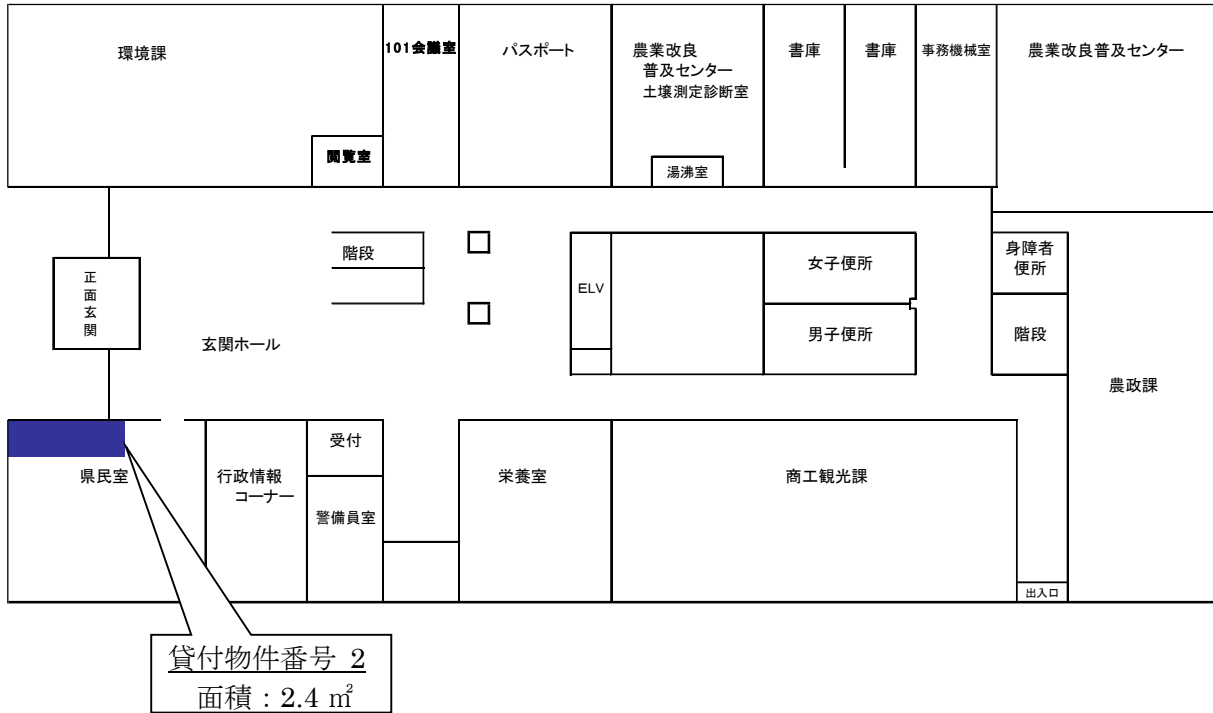 環境課
101会議室
パスポート
農業改良
普及センター
土壌測定診断室
書庫
書庫
事務機械室
農業改良普及センター
閲覧室
湯沸室
階段
ELV
女子便所
男子便所
身障者
便所
階段
正面玄関
玄関ホール
農政課
県民室
行政情報
コーナー
受付
警備員室
栄養室
商工観光課
出入口
貸付物件番号 2
面積：2.4 ㎡